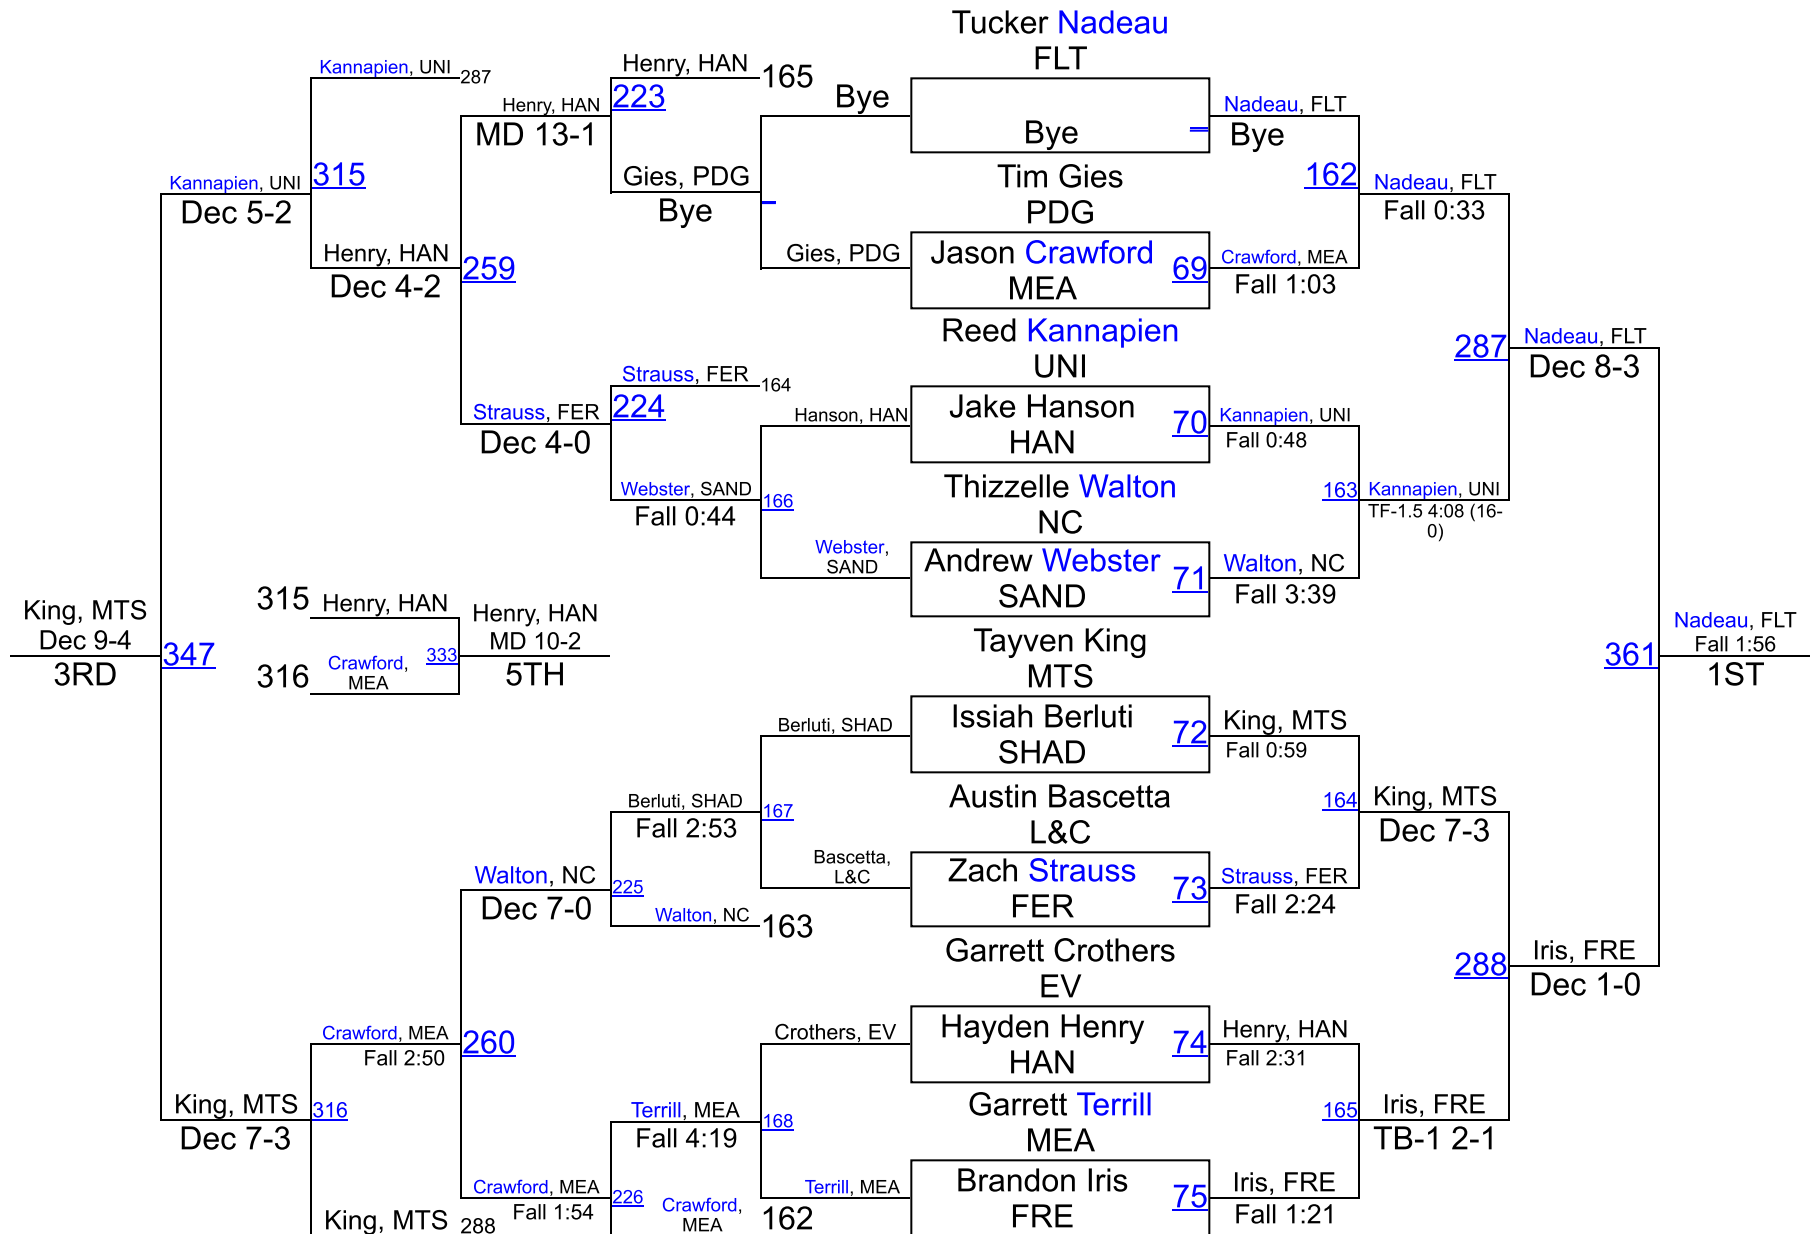 Tucker Nadeau
FLT
Kannapien, UNI
287
Henry, HAN
165
223
Henry, HAN
MD 13-1
Bye
Bye
Nadeau, FLT
Bye
315
Kannapien, UNI
Dec 5-2
Gies, PDG
Bye
Tim Gies
PDG
162
Nadeau, FLT
Fall 0:33
Henry, HAN
Dec 4-2
259
Gies, PDG
Jason Crawford
MEA
69
Crawford, MEA
Fall 1:03
Reed Kannapien
UNI
287
Nadeau, FLT
Dec 8-3
Strauss, FER
164
224
Strauss, FER
Dec 4-0
Hanson, HAN
Jake Hanson
HAN
70
Kannapien, UNI
Fall 0:48
Webster, SAND
Fall 0:44
166
Thizzelle Walton
NC
163
Kannapien, UNI
TF-1.5 4:08 (16-
0)
Webster,
SAND
Andrew Webster
SAND
71
Walton, NC
Fall 3:39
King, MTS
Dec 9-4
3RD
347
315
Henry, HAN
316
Crawford,
MEA
333
Henry, HAN
MD 10-2
5TH
Tayven King
MTS
361
Nadeau, FLT
Fall 1:56
1ST
Berluti, SHAD
Issiah Berluti
SHAD
72
King, MTS
Fall 0:59
Berluti, SHAD
Fall 2:53
167
Austin Bascetta
L&C
164
King, MTS
Dec 7-3
Bascetta,
L&C
Zach Strauss
FER
73
Strauss, FER
Fall 2:24
Walton, NC
Dec 7-0
225
Walton, NC
163
Garrett Crothers
EV
288
Iris, FRE
Dec 1-0
Crawford, MEA
Fall 2:50
260
Crothers, EV
Hayden Henry
HAN
74
Henry, HAN
Fall 2:31
King, MTS
Dec 7-3
316
Terrill, MEA
Fall 4:19
168
Garrett Terrill
MEA
165
Iris, FRE
TB-1 2-1
Crawford, MEA
Fall 1:54
226
Crawford,
MEA
162
Terrill, MEA
Brandon Iris
FRE
75
Iris, FRE
Fall 1:21
King, MTS
288